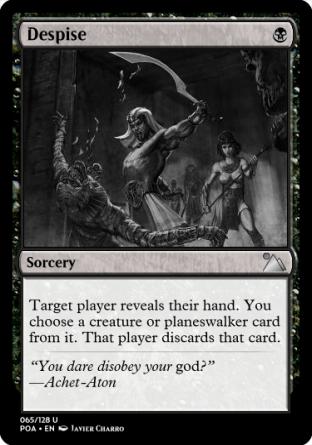 Despise
Sorcery
Target player reveals their hand. You
choose a creature or planeswalker card
from it. That player discards that card.
“You dare disobey your god?”
—Achet-Aton
065/128 U
POA • EN Javier Charro